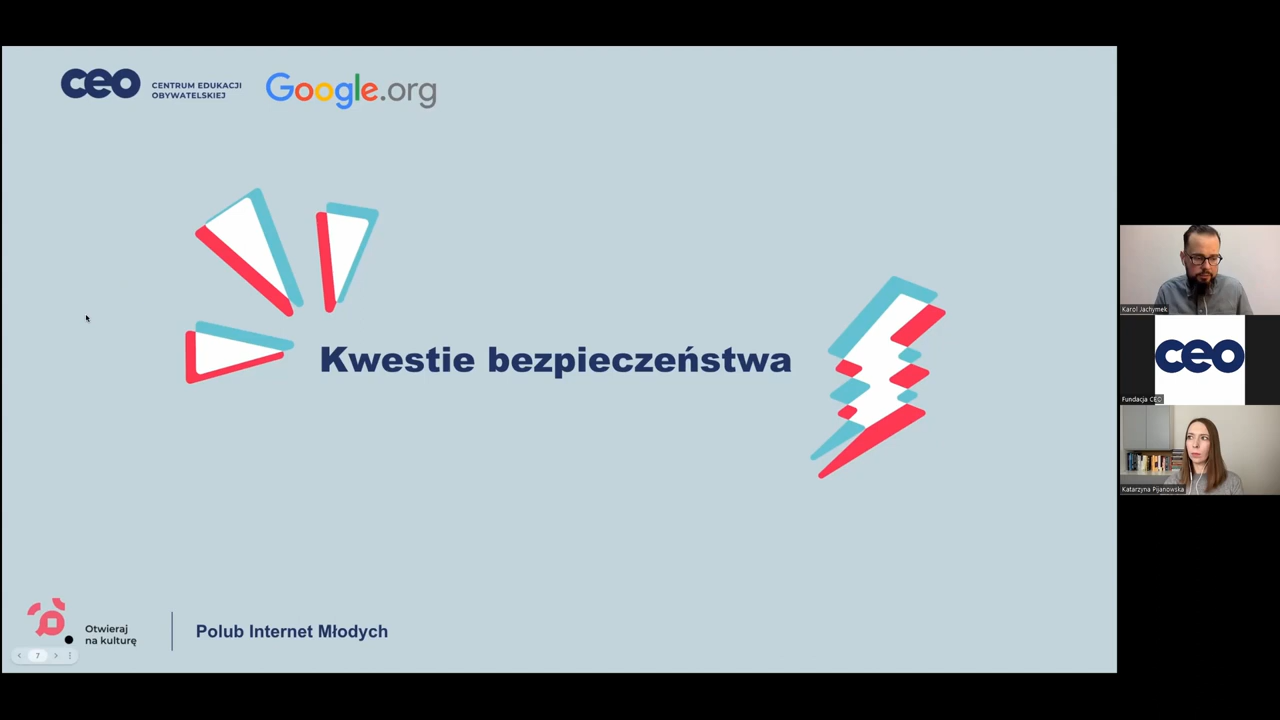 ceo
CENTRUM EDUKACJI
OBYWATELSKIEJ
Google.org
Kwestie bezpieczeństwa
Karol Jachymek
ceo
Fundacja CEO
Katarzyna Pijanowska
Otwieraj
na kulturę
Polub Internet Młodych
7